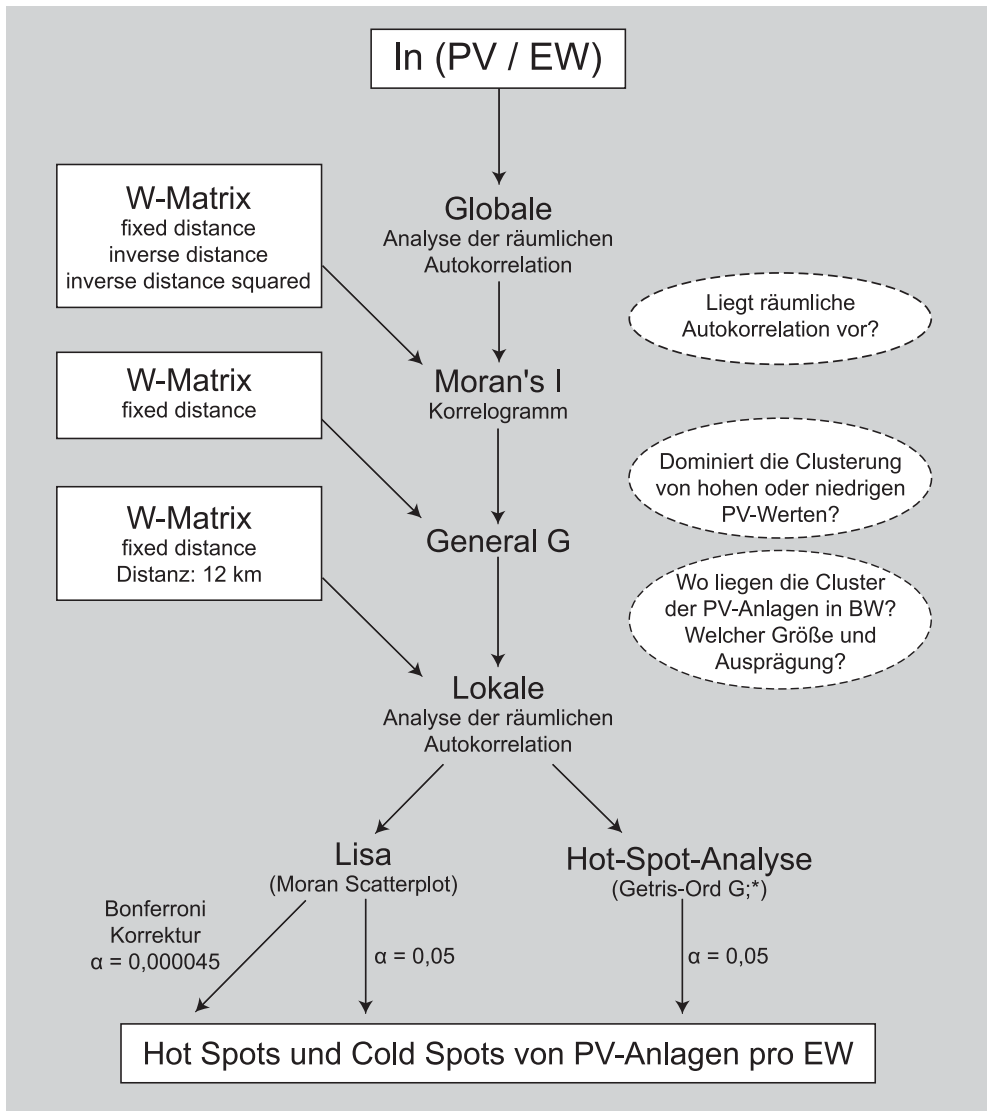 In (PV / EW)
W-Matrix
fixed distance
inverse distance
inverse distance squared
Globale
Analyse der räumlichen
Autokorrelation
Liegt räumliche
Autokorrelation vor?
W-Matrix
fixed distance
Moran's I
Korrelogramm
Dominiert die Clusterung
von hohen oder niedrigen
PV-Werten?
W-Matrix
fixed distance
Distanz: 12 km
General G
Wo liegen die Cluster
der PV-Anlagen in BW?
Welcher Größe und
Ausprägung?
Lokale
Analyse der räumlichen
Autokorrelation
Lisa
(Moran Scatterplot)
Hot-Spot-Analyse
(Getris-Ord G;*)
Bonferroni
Korrektur
α = 0,000045
α = 0,05
α = 0,05
Hot Spots und Cold Spots von PV-Anlagen pro EW